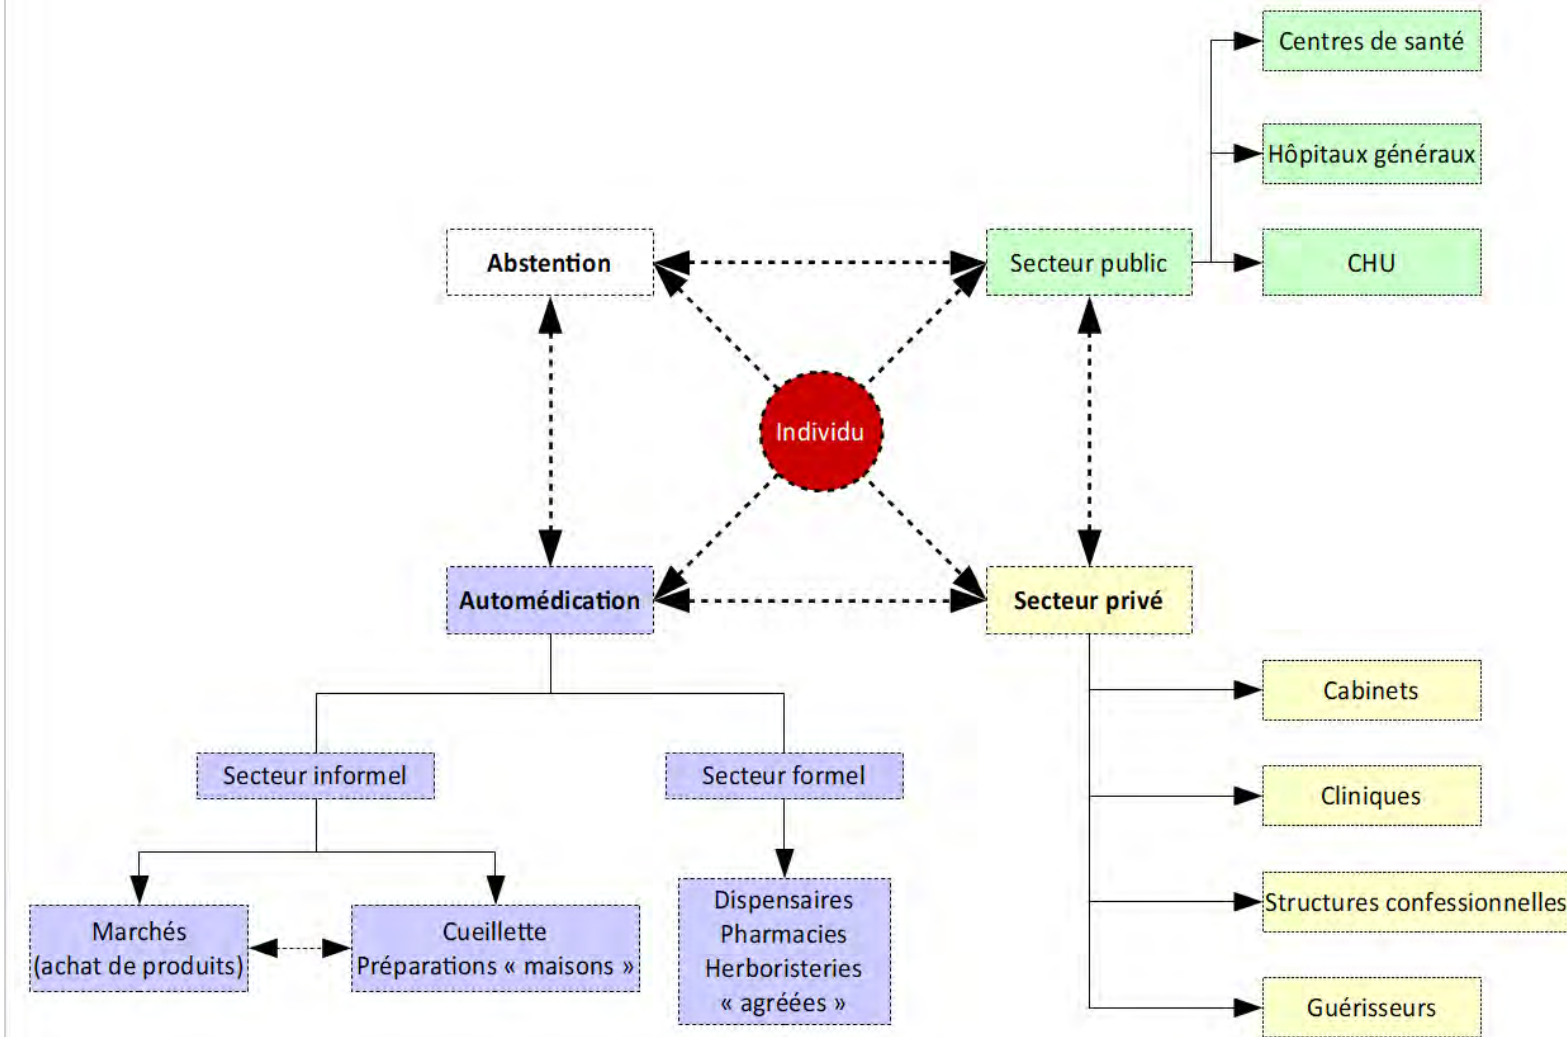 Centres de santé
Hôpitaux généraux
Abstention
Secteur public
CHU
Individu
Automédication
Secteur privé
Cabinets
Secteur informel
Secteur formel
Cliniques
Marchés
(achat de produits)
Cueillette
Préparations « maisons »
Dispensaires
Pharmacies
Herboristeries
« agréées »
Structures confessionnelles
Guérisseurs